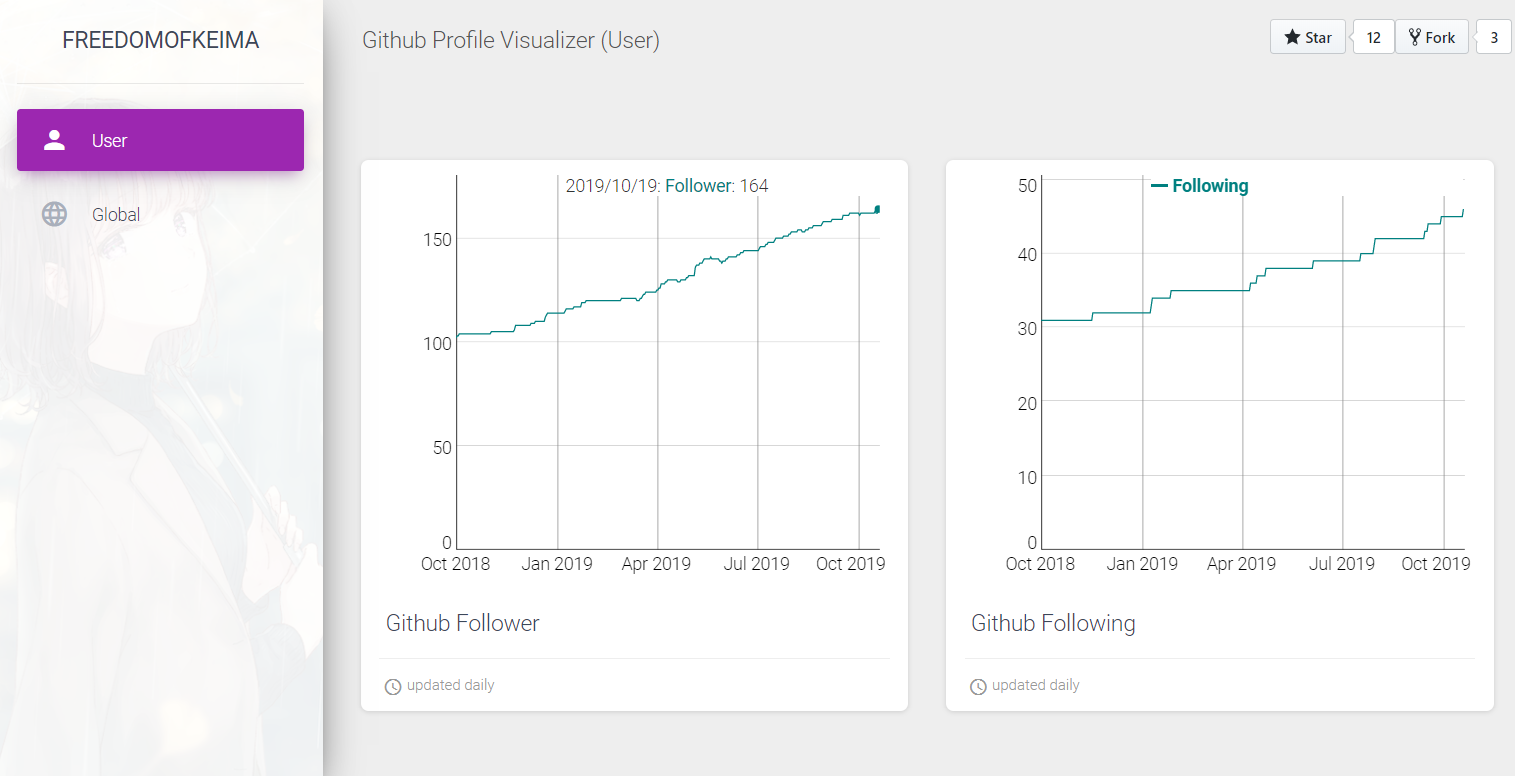 FREEDOMOFKEIMA
User
Global
Github Profile Visualizer (User)
Star
12
Fork
3
2019/10/19: Follower: 164
150
100
50
0
Oct 2018
Jan 2019
Apr 2019
Jul 2019
Oct 2019
Github Follower
updated daily
Following
50
40
30
20
10
0
Oct 2018
Jan 2019
Apr 2019
Jul 2019
Oct 2019
Github Following
updated daily